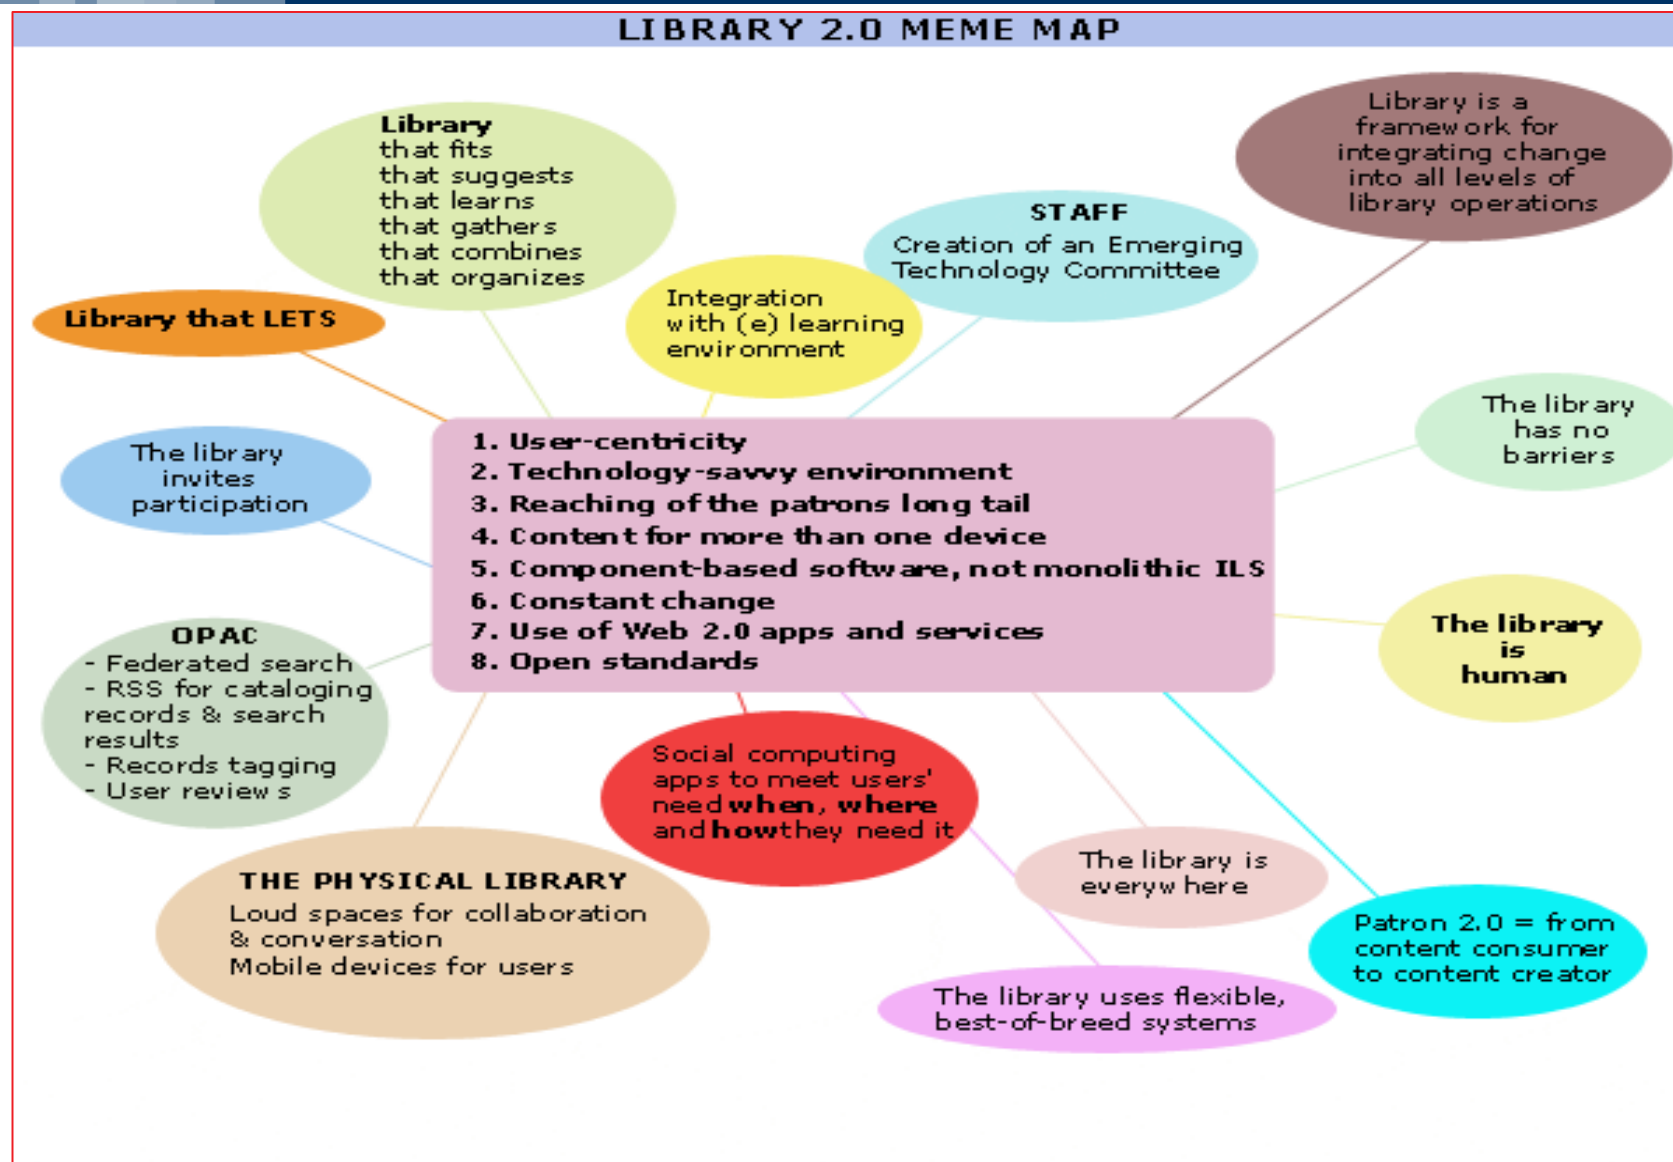 LIBRARY 2.0 MEME MAP
Library
that fits
that suggests
that learns
that gathers
that combines
that organizes
Library is a
framework for
integrating change
into all levels of
library operations
STAFF
Creation of an Emerging
Technology Committee
Integration
with (e) learning
environment
Library that LETS
The library
has no
barriers
The library
invites
participation
1. User-centricity
2. Technology-savvy environment
3. Reaching of the patrons long tail
4. Content for more than one device
5. Component-based software, not monolithic ILS
6. Constant change
7. Use of Web 2.0 apps and services
8. Open standards
The library
is
human
OPAC
- Federated search
- RSS for cataloging
records & search
results
- Records tagging
- User reviews
Social computing
apps to meet users'
need when, where
and how they need it
THE PHYSICAL LIBRARY
Loud spaces for collaboration
& conversation
Mobile devices for users
The library is
everywhere
Patron 2.0 = from
content consumer
to content creator
The library uses flexible,
best-of-breed systems